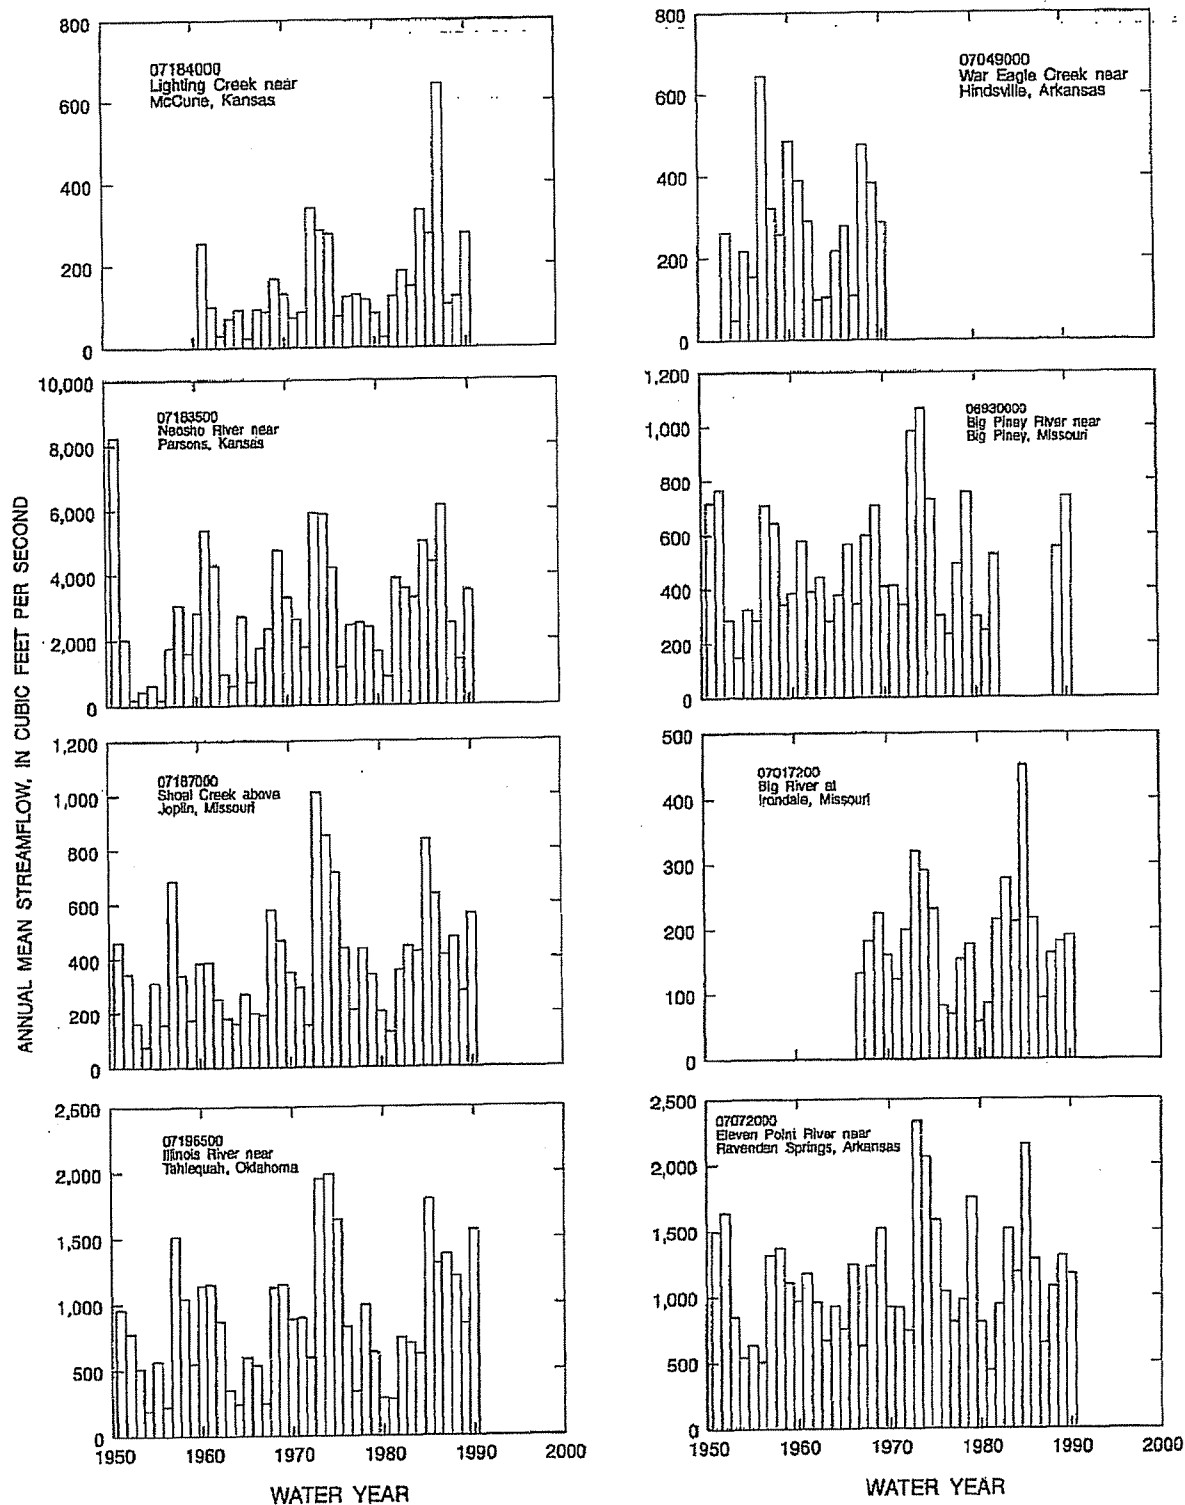 ANNUAL MEAN STREAMFLOW, IN CUBIC FEET PER SECOND
800
600
400
200
0
07184000
Lighting Creek near
McCune, Kansas
800
600
400
200
0
07049000
War Eagle Creek near
Hindsville, Arkansas
10,000
8,000
6,000
4,000
2,000
0
07183500
Neosho River near
Parsons, Kansas
1,200
1,000
800
600
400
200
0
06930000
Big Piney River near
Big Piney, Missouri
1,200
1,000
800
600
400
200
0
07187000
Shoal Creek above
Joplin, Missouri
500
400
300
200
100
0
07017200
Big River at
Irondale, Missouri
2,500
2,000
1,500
1,000
500
0
07196500
Illinois River near
Tahlequah, Oklahoma
1950 1960 1970 1980 1990 2000
WATER YEAR
2,500
2,000
1,500
1,000
500
0
07072000
Eleven Point River near
Ravenden Springs, Arkansas
1950 1960 1970 1980 1990 2000
WATER YEAR